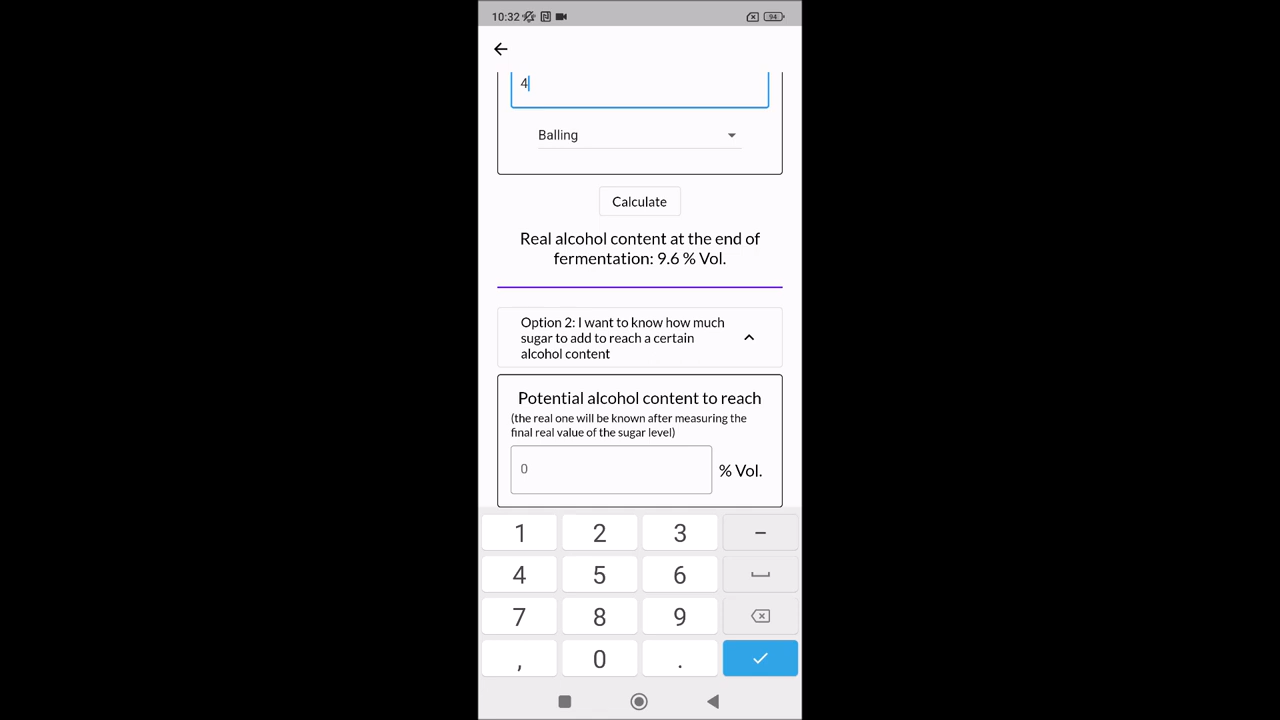 10:32
94
4
Balling
Calculate
Real alcohol content at the end of
fermentation: 9.6 % Vol.
Option 2: I want to know how much
sugar to add to reach a certain
alcohol content
Potential alcohol content to reach
(the real one will be known after measuring the
final real value of the sugar level)
0
% Vol.
1 2 3 –
4 5 6
7 8 9
, 0 .